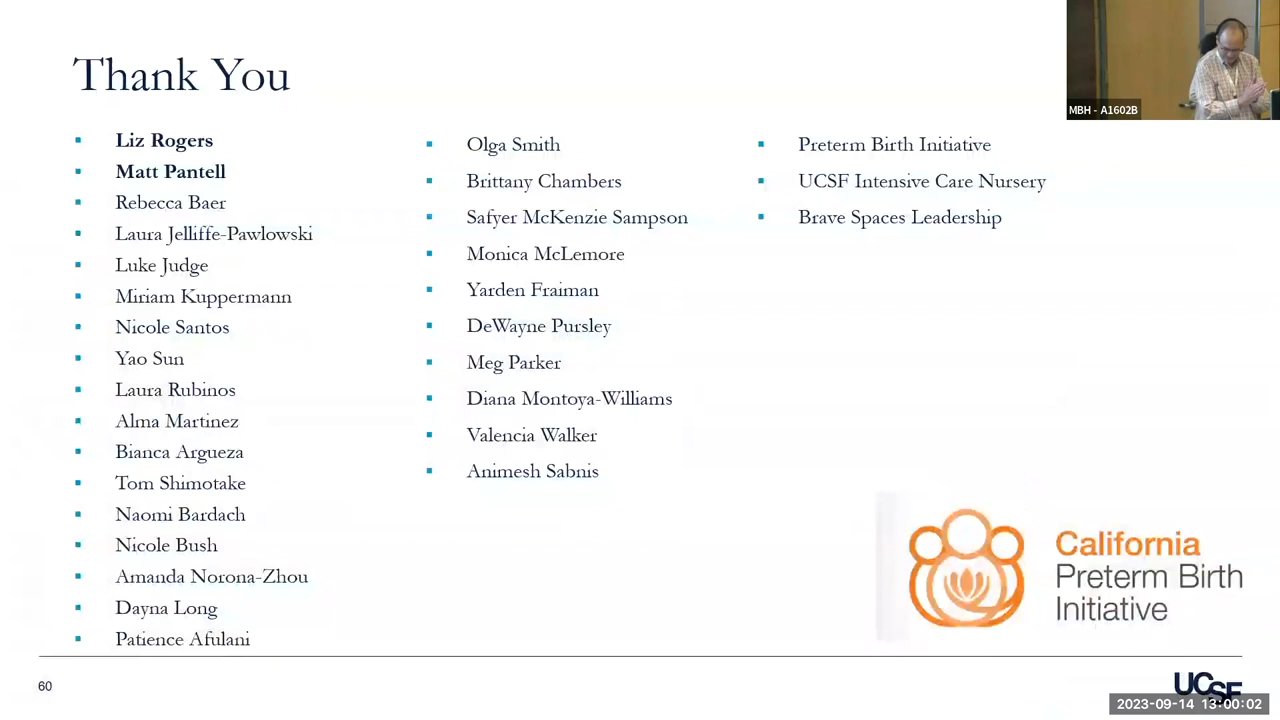 Thank You
Liz Rogers
Matt Pantell
Rebecca Baer
Laura Jelliffe-Pawlowski
Luke Judge
Miriam Kuppermann
Nicole Santos
Yao Sun
Laura Rubinos
Alma Martinez
Bianca Argueza
Tom Shimotake
Naomi Bardach
Nicole Bush
Amanda Norona-Zhou
Dayna Long
Patience Afulani
Olga Smith
Brittany Chambers
Safyer McKenzie Sampson
Monica McLemore
Yarden Fraiman
DeWayne Pursley
Meg Parker
Diana Montoya-Williams
Valencia Walker
Animesh Sabnis
Preterm Birth Initiative
UCSF Intensive Care Nursery
Brave Spaces Leadership
MBH - A1602B
California
Preterm Birth
Initiative
60
UCSF
2023-09-14 13:00:02